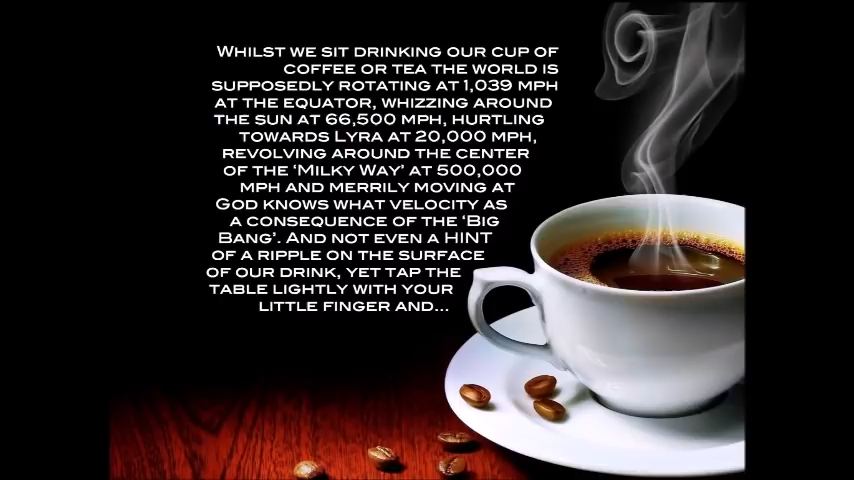 Whilst we sit drinking our cup of
coffee or tea the world is
supposedly rotating at 1,039 mph
at the equator, whizzing around
the sun at 66,500 mph, hurtling
towards Lyra at 20,000 mph,
revolving around the center
of the ‘Milky Way’ at 500,000
mph and merrily moving at
God knows what velocity as
a consequence of the ‘Big
Bang’. And not even a HINT
of a ripple on the surface
of our drink, yet tap the
table lightly with your
little finger and...